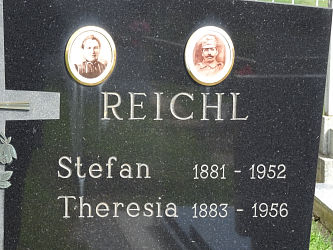 REICHL
Stefan 1881 - 1952
Theresia 1883 - 1956